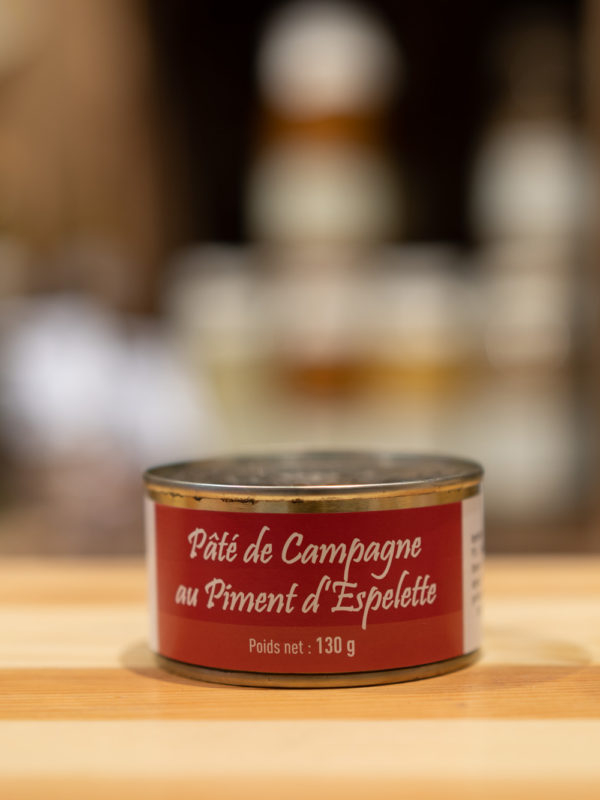 Pâté de Campagne
au Piment d'Espelette
Poids net : 130 g